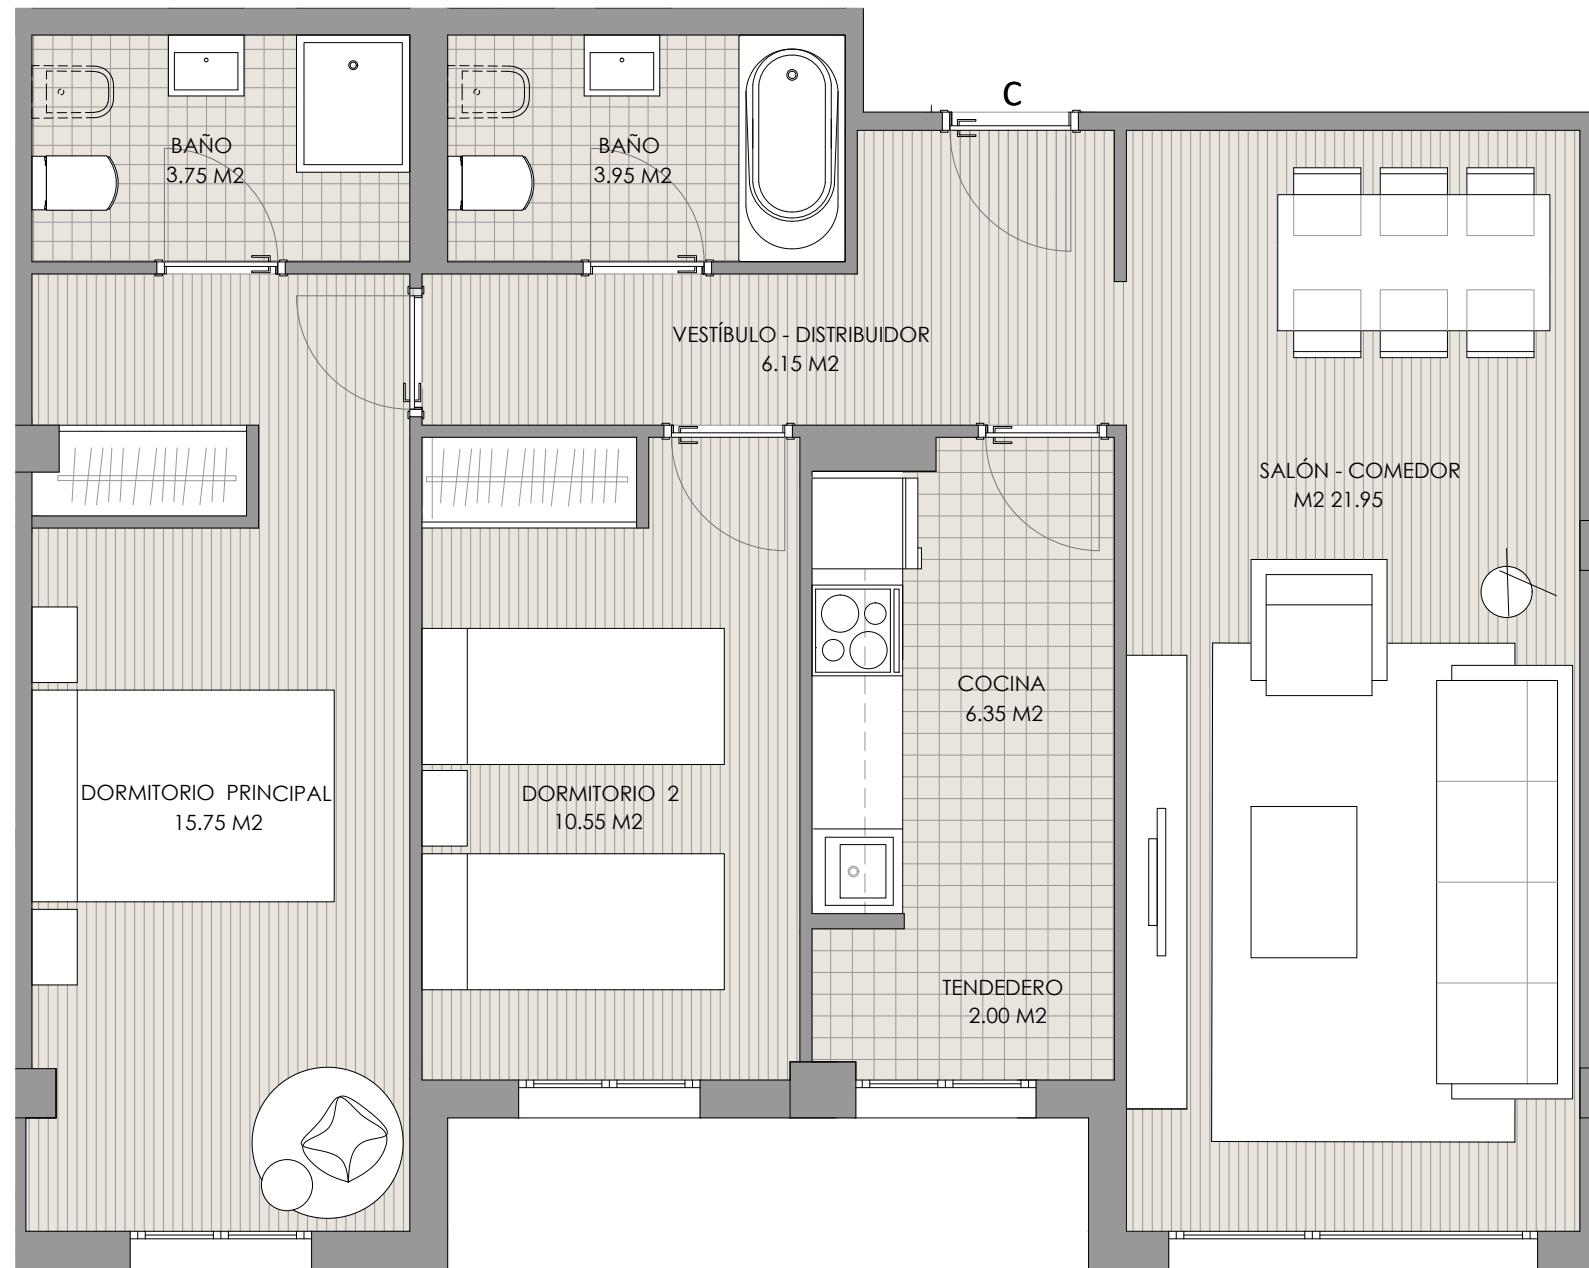 C
BAÑO
3.75 M2
BAÑO
3.95 M2
VESTÍBULO - DISTRIBUIDOR
6.15 M2
SALÓN - COMEDOR
M2 21.95
COCINA
6.35 M2
DORMITORIO PRINCIPAL
15.75 M2
DORMITORIO 2
10.55 M2
TENDEDERO
2.00 M2